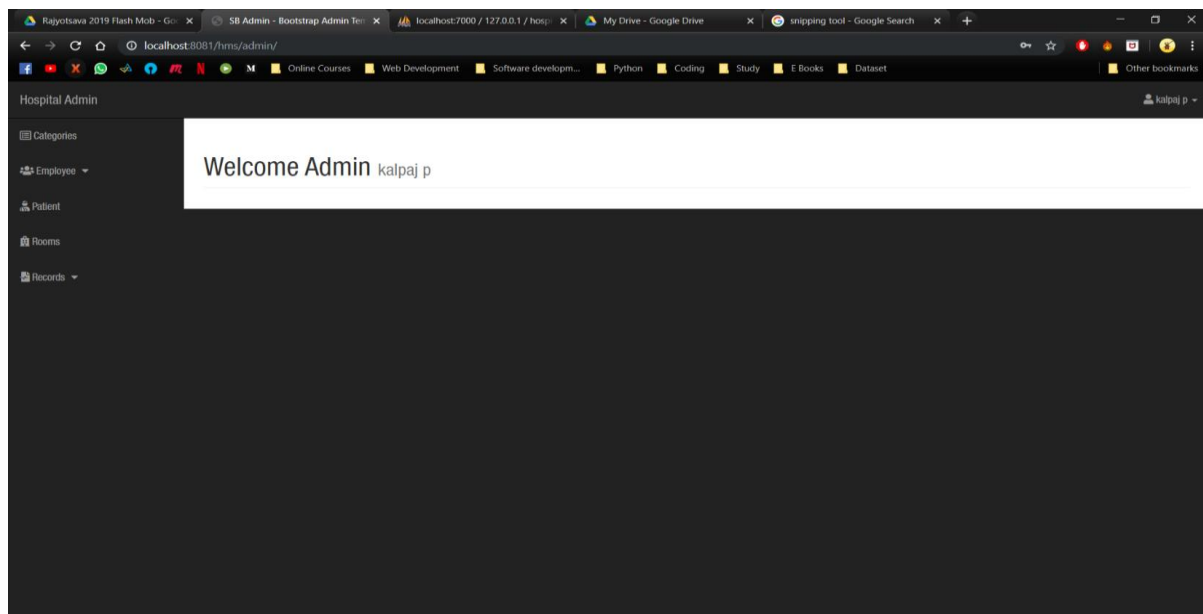 Rajyotsava 2019 Flash Mob - Go
SB Admin - Bootstrap Admin Tem
localhost:7000 / 127.0.0.1 / hospi
My Drive - Google Drive
snipping tool - Google Search
localhost:8081/hms/admin/
M
Online Courses
Web Development
Software developm...
Python
Coding
Study
E Books
Dataset
Other bookmarks
Hospital Admin
kalpaj p
Categories
Employee
Patient
Rooms
Records
Welcome Admin kalpaj p